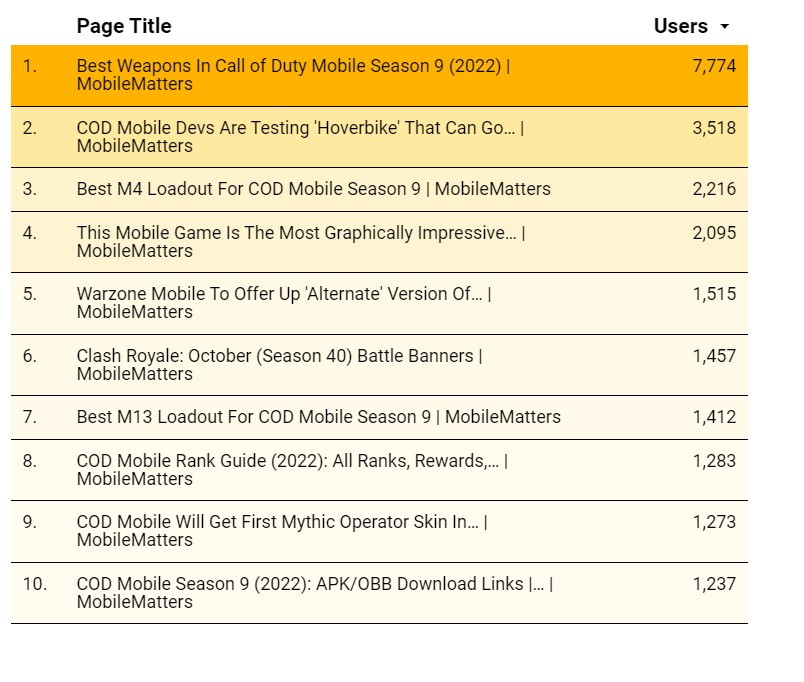 Page Title Users
1. Best Weapons In Call of Duty Mobile Season 9 (2022) | 7,774
MobileMatters
2. COD Mobile Devs Are Testing 'Hoverbike' That Can Go... | 3,518
MobileMatters
3. Best M4 Loadout For COD Mobile Season 9 | MobileMatters 2,216
4. This Mobile Game Is The Most Graphically Impressive... | 2,095
MobileMatters
5. Warzone Mobile To Offer Up 'Alternate' Version Of... | 1,515
MobileMatters
6. Clash Royale: October (Season 40) Battle Banners | 1,457
MobileMatters
7. Best M13 Loadout For COD Mobile Season 9 | MobileMatters 1,412
8. COD Mobile Rank Guide (2022): All Ranks, Rewards,... | 1,283
MobileMatters
9. COD Mobile Will Get First Mythic Operator Skin In... | 1,273
MobileMatters
10. COD Mobile Season 9 (2022): APK/OBB Download Links |... | 1,237
MobileMatters